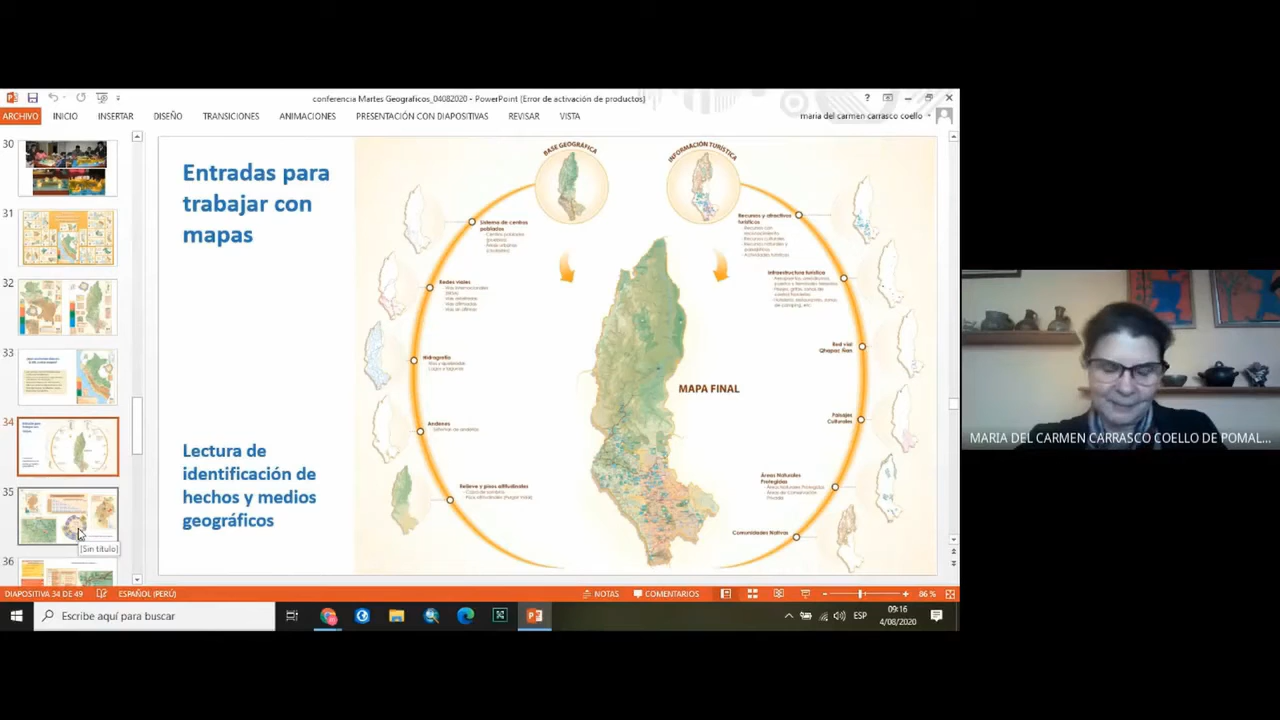 conferencia Martes Geograficos_04082020 - PowerPoint (Error de activación de productos)
ARCHIVO INICIO INSERTAR DISEÑO TRANSICIONES ANIMACIONES PRESENTACIÓN CON DIAPOSITIVAS REVISAR VISTA
maria del carmen carrasco coello
30
31
32
33
34
35
36
[Sin título]
Entradas para
trabajar con
mapas
Lectura de
identificación de
hechos y medios
geográficos
BASE GEOGRÁFICA
INFORMACIÓN TURÍSTICA
Sistema de centros
poblados
Redes viales
Hidrografía
Andenes
Relieve y pisos altitudinales
MAPA FINAL
Recursos y atractivos
turísticos
Infraestructura turística
Red vial
Qhapaq Ñan
Paisajes
Culturales
Áreas Naturales
Protegidas
Comunidades Nativas
DIAPOSITIVA 34 DE 49 ESPAÑOL (PERÚ) NOTAS COMENTARIOS 86 %
Escribe aquí para buscar
ESP
09:16
4/08/2020
MARIA DEL CARMEN CARRASCO COELLO DE POMAL...